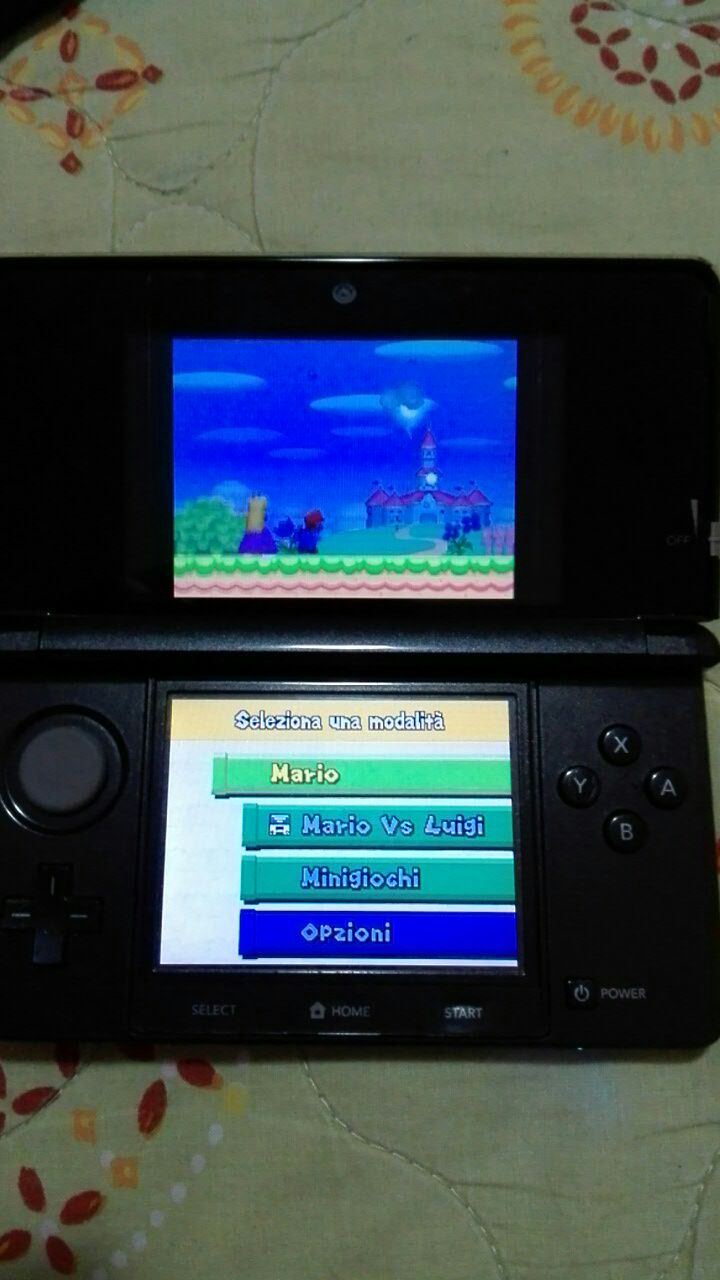 OFF
Seleziona una modalità
Mario
Mario Vs Luigi
Minigiochi
Opzioni
X
Y
A
B
SELECT
HOME
START
POWER